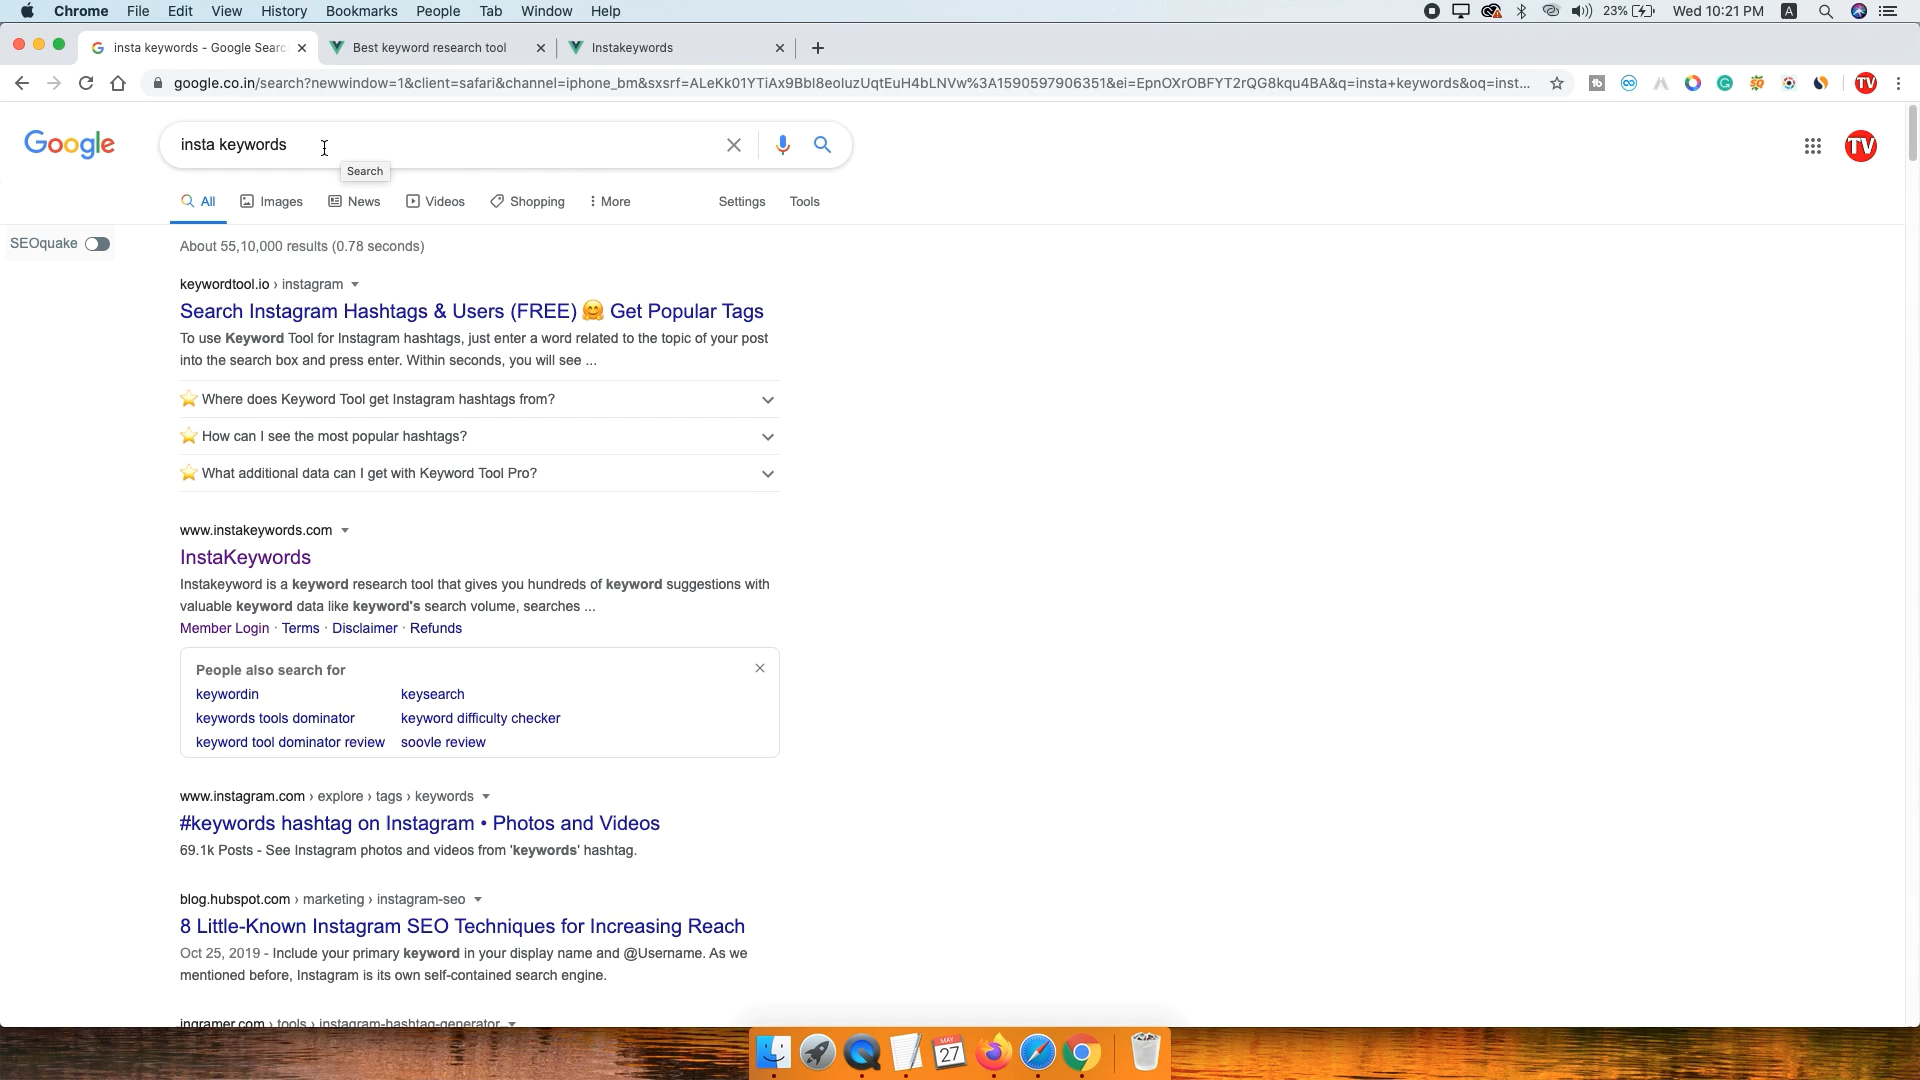 Chrome File Edit View History Bookmarks People Tab Window Help 23% Wed 10:21 PM A
insta keywords - Google Searc Best keyword research tool Instakeywords
google.co.in/search?newwindow=1&client=safari&channel=iphone_bm&sxsrf=ALeKk01YTiAx9BbI8eoluzUqtEuH4bLNVw%3A1590597906351&ei=EpnOXrOBFYT2rQG8kqu4BA&q=insta+keywords&oq=inst... TV
Google insta keywords TV
Search
All Images News Videos Shopping More Settings Tools
SEOquake
About 55,10,000 results (0.78 seconds)
keywordtool.io › instagram
Search Instagram Hashtags & Users (FREE) 🤗 Get Popular Tags
To use Keyword Tool for Instagram hashtags, just enter a word related to the topic of your post
into the search box and press enter. Within seconds, you will see ...
⭐ Where does Keyword Tool get Instagram hashtags from?
⭐ How can I see the most popular hashtags?
⭐ What additional data can I get with Keyword Tool Pro?
www.instakeywords.com
InstaKeywords
Instakeyword is a keyword research tool that gives you hundreds of keyword suggestions with
valuable keyword data like keyword's search volume, searches ...
Member Login · Terms · Disclaimer · Refunds
People also search for
keywordin keysearch
keywords tools dominator keyword difficulty checker
keyword tool dominator review soovle review
www.instagram.com › explore › tags › keywords
#keywords hashtag on Instagram • Photos and Videos
69.1k Posts - See Instagram photos and videos from 'keywords' hashtag.
blog.hubspot.com › marketing › instagram-seo
8 Little-Known Instagram SEO Techniques for Increasing Reach
Oct 25, 2019 - Include your primary keyword in your display name and @Username. As we
mentioned before, Instagram is its own self-contained search engine.
ingramer.com › tools › instagram-hashtag-generator
MAY
27